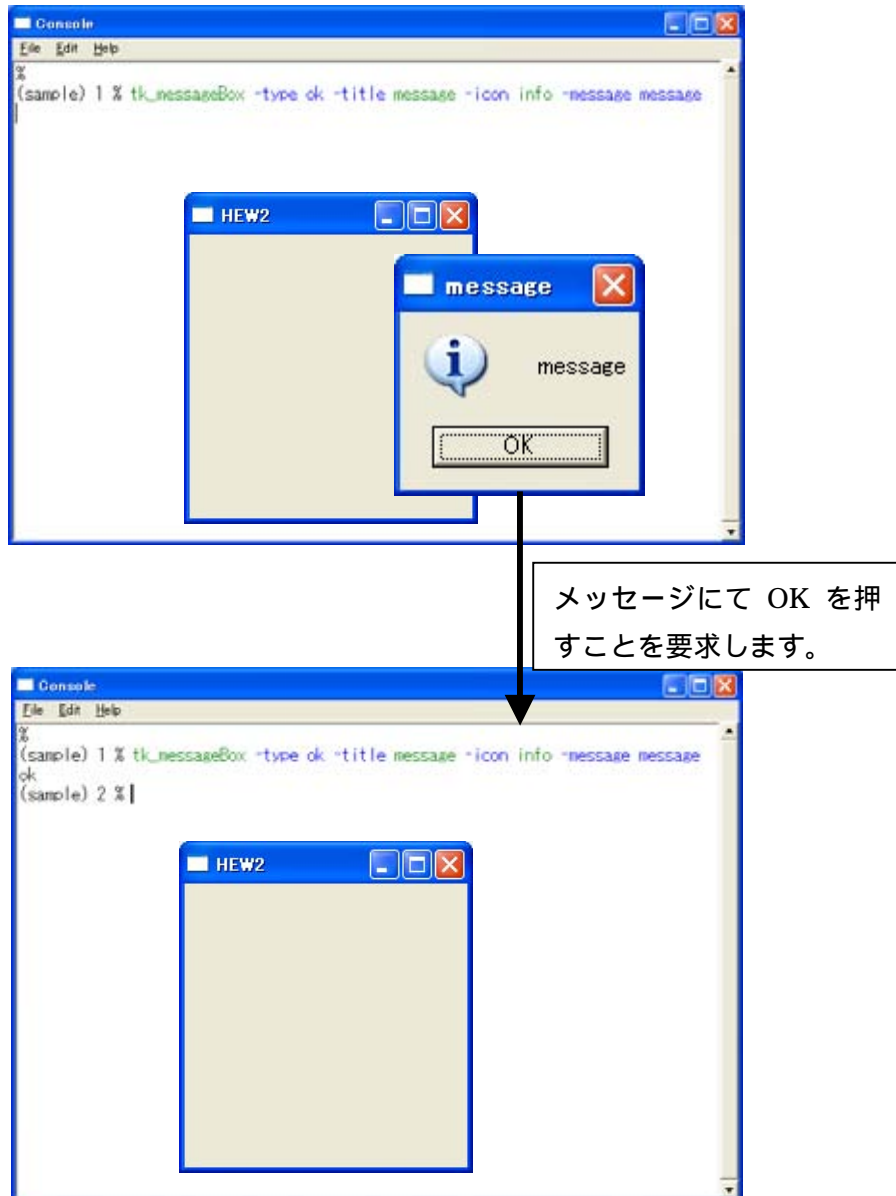 Console
File Edit Help
%
(sample) 1 % tk_messageBox -type ok -title message -icon info -message message
HEW2
message
message
OK
メッセージにて OK を押
すことを要求します。
Console
File Edit Help
%
(sample) 1 % tk_messageBox -type ok -title message -icon info -message message
ok
(sample) 2 %
HEW2